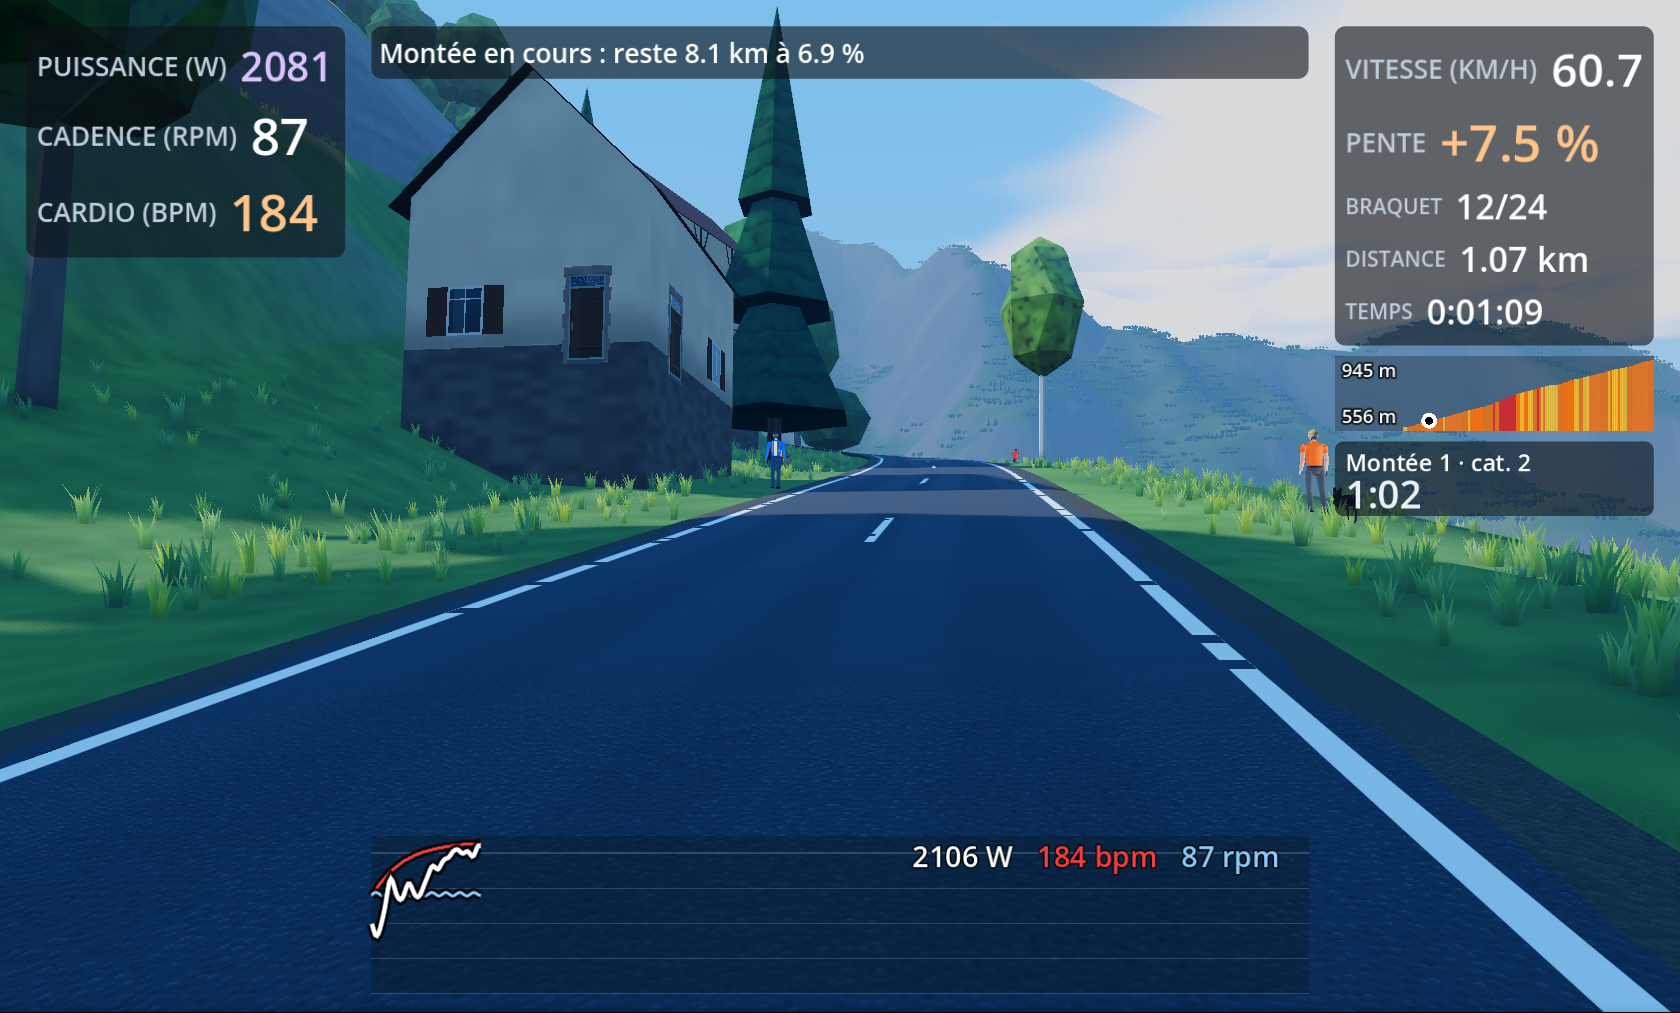 PUISSANCE (W) 2081
CADENCE (RPM) 87
CARDIO (BPM) 184
Montée en cours : reste 8.1 km à 6.9 %
VITESSE (KM/H) 60.7
PENTE +7.5 %
BRAQUET 12/24
DISTANCE 1.07 km
TEMPS 0:01:09
945 m
556 m
Montée 1 · cat. 2
1:02
2106 W 184 bpm 87 rpm